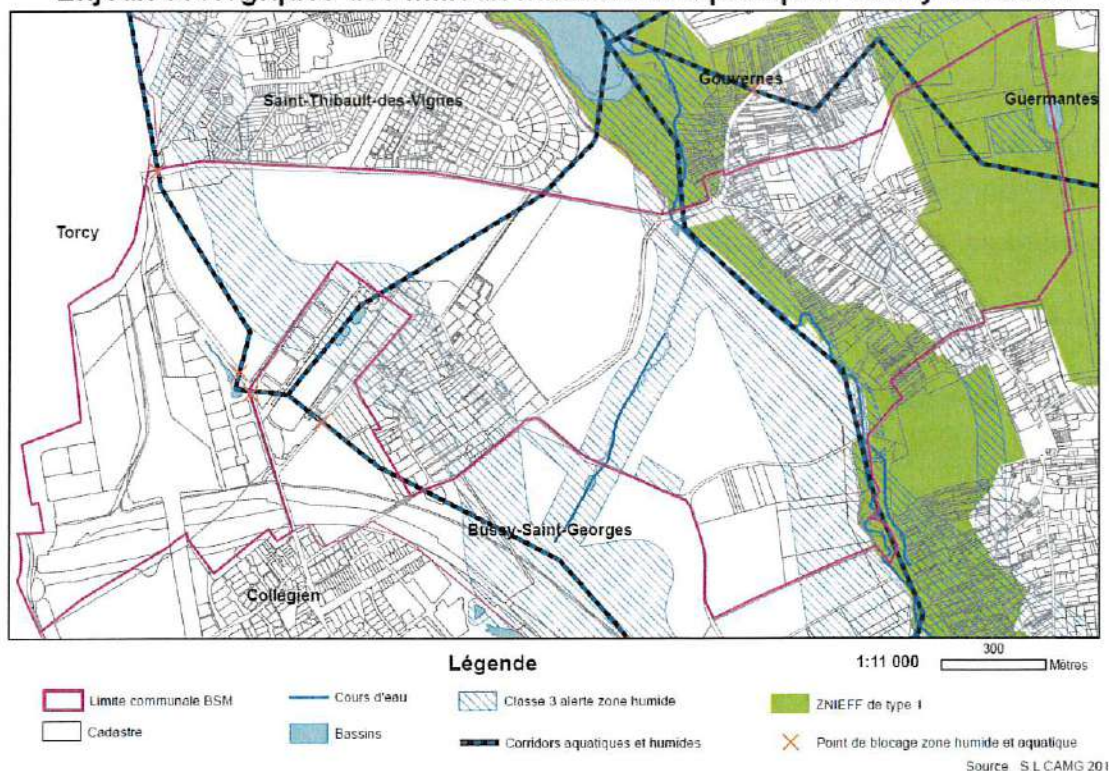 Saint-Thibault-des-Vignes
Gouvernes
Guermantes
Torcy
Bussy-Saint-Georges
Collégien
Légende
1:11 000
300
Mètres
Limite communale BSM
Cours d'eau
Classe 3 alerte zone humide
ZNIEFF de type 1
Cadastre
Bassins
Corridors aquatiques et humides
Point de blocage zone humide et aquatique
Source S L CAMG 201